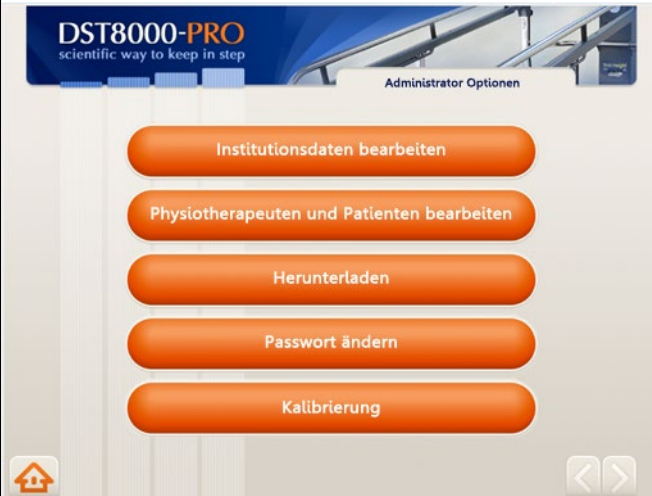 DST8000-PRO
scientific way to keep in step
Administrator Optionen
Institutionsdaten bearbeiten
Physiotherapeuten und Patienten bearbeiten
Herunterladen
Passwort ändern
Kalibrierung